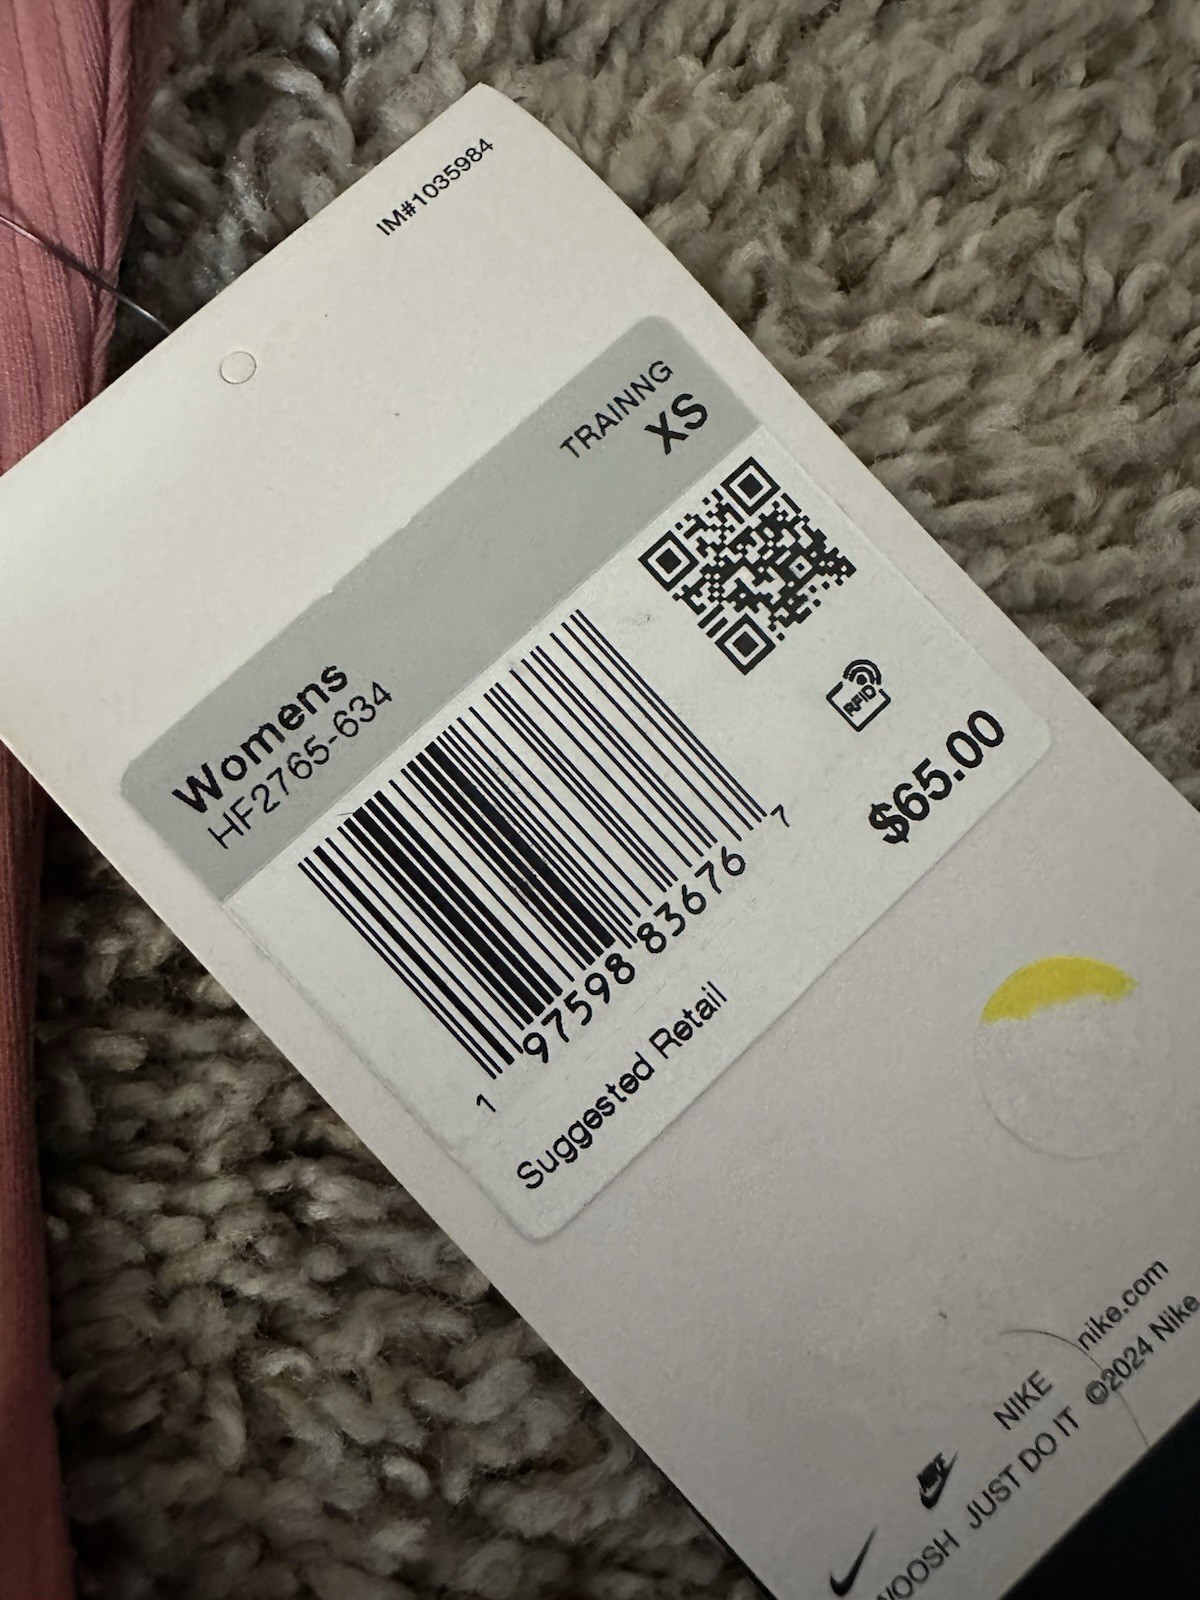 IM#1035984
TRAINNG
XS
Womens
HF2765-634
RFID
1 97598 83676 7
Suggested Retail
$65.00
nike.com
NIKE
©2024 Nike
NIKE
JUST DO IT
WOOSH